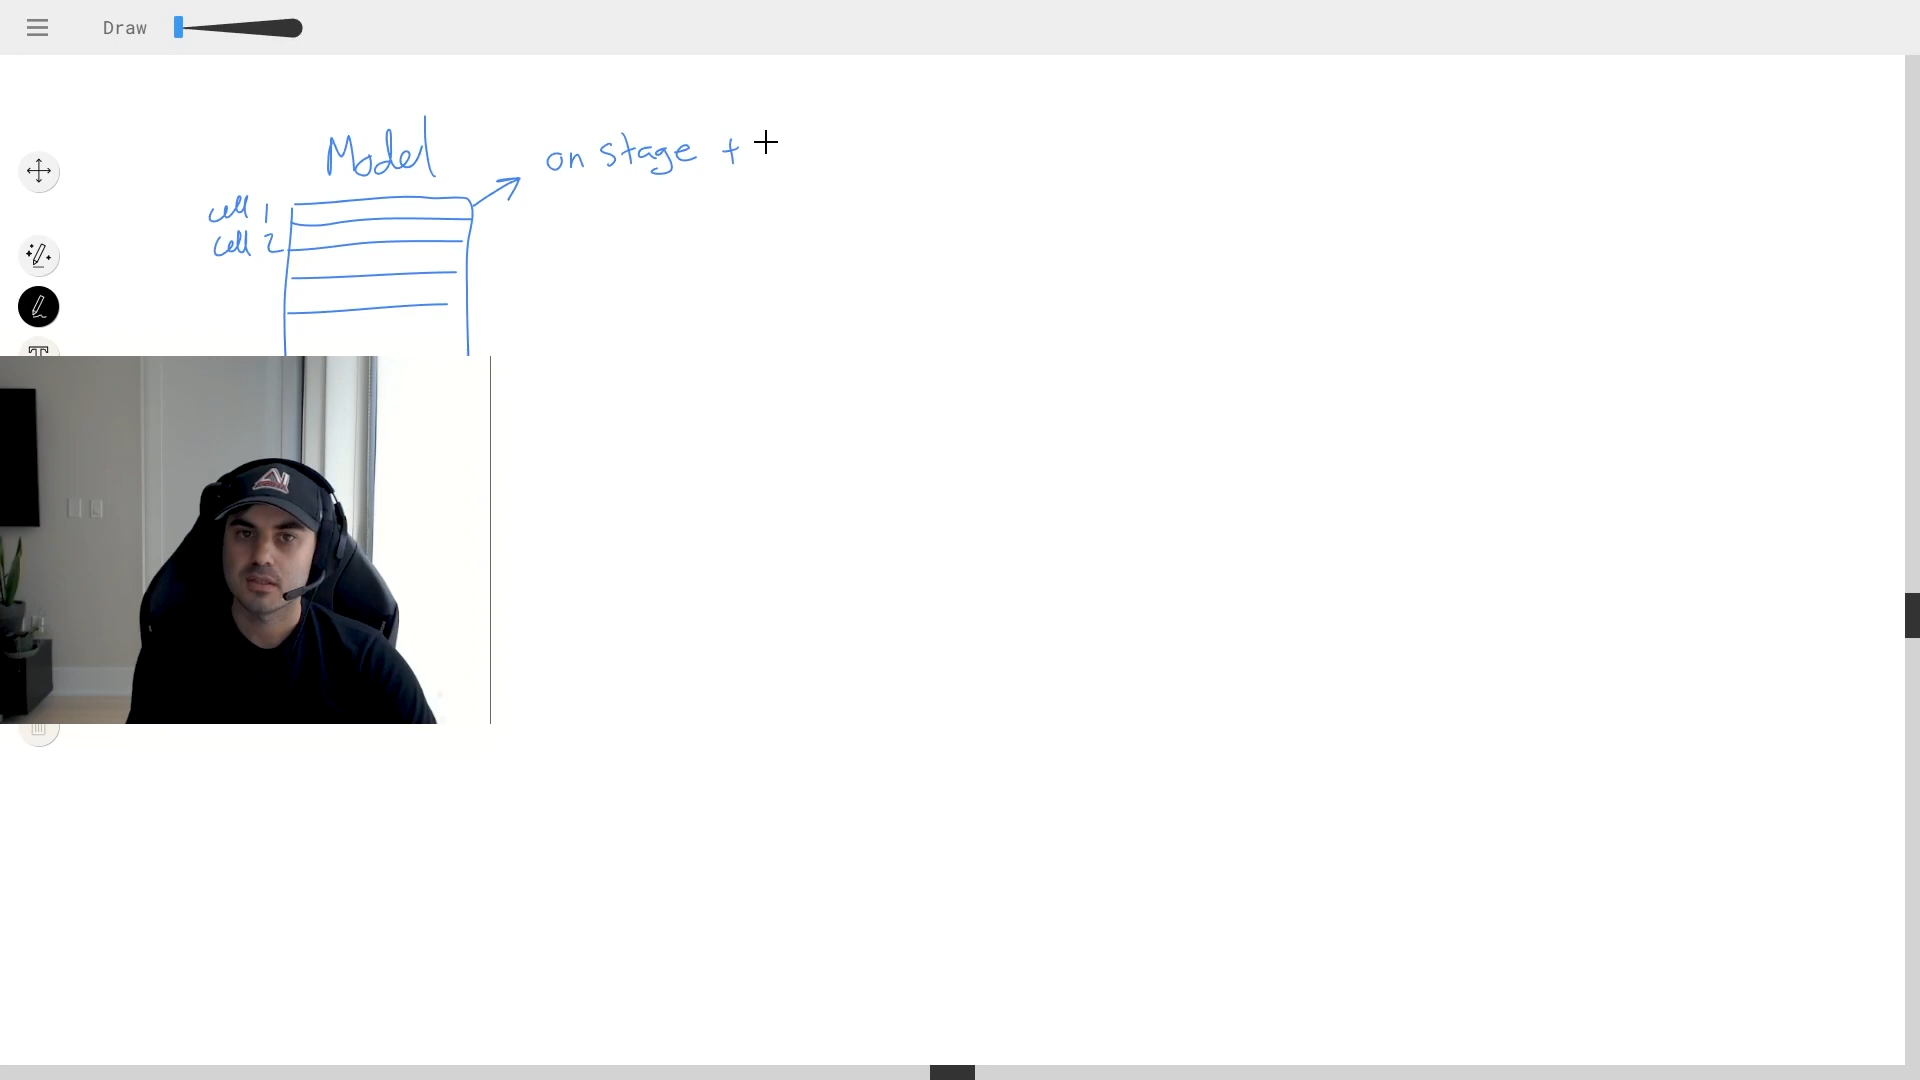 Draw
Model
on stage +
cell 1
cell 2